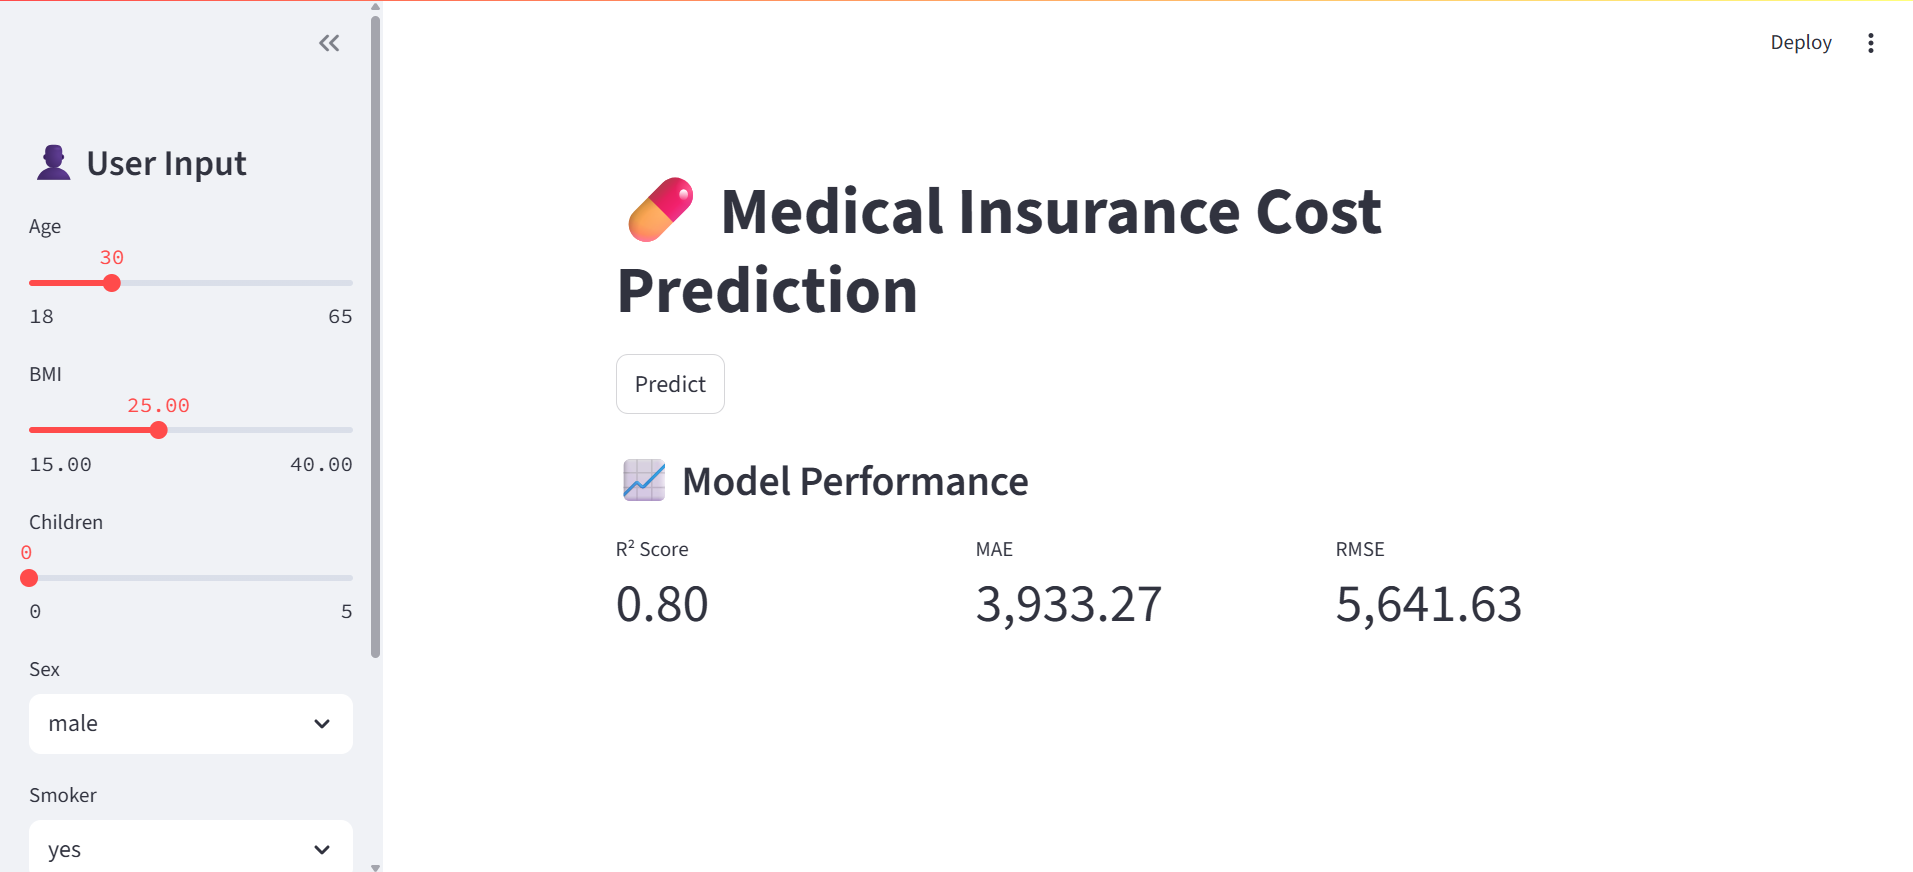 Deploy
User Input
Age
30
18 65
BMI
25.00
15.00 40.00
Children
0
0 5
Sex
male
Smoker
yes
Medical Insurance Cost
Prediction
Predict
Model Performance
R² Score MAE RMSE
0.80 3,933.27 5,641.63